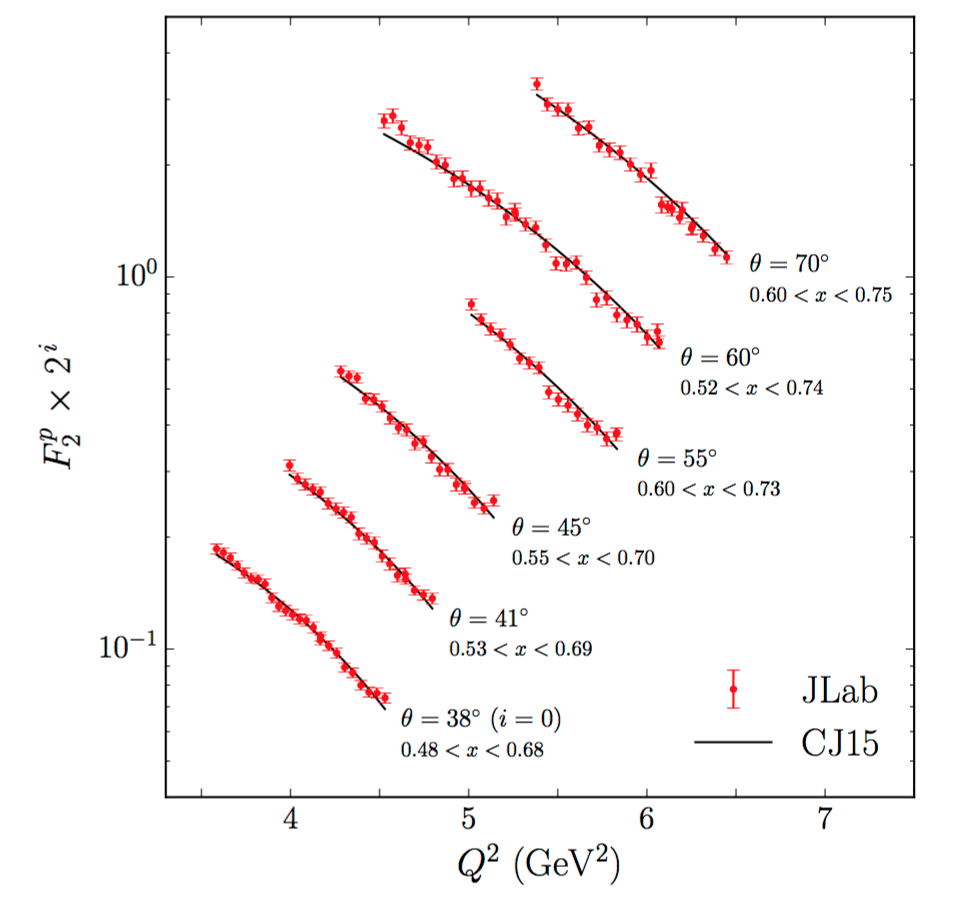 10⁰
10⁻¹
F₂ᵖ × 2ⁱ
θ = 70°
0.60 < x < 0.75
θ = 60°
0.52 < x < 0.74
θ = 55°
0.60 < x < 0.73
θ = 45°
0.55 < x < 0.70
θ = 41°
0.53 < x < 0.69
θ = 38° (i = 0)
0.48 < x < 0.68
JLab
CJ15
4 5 6 7
Q² (GeV²)